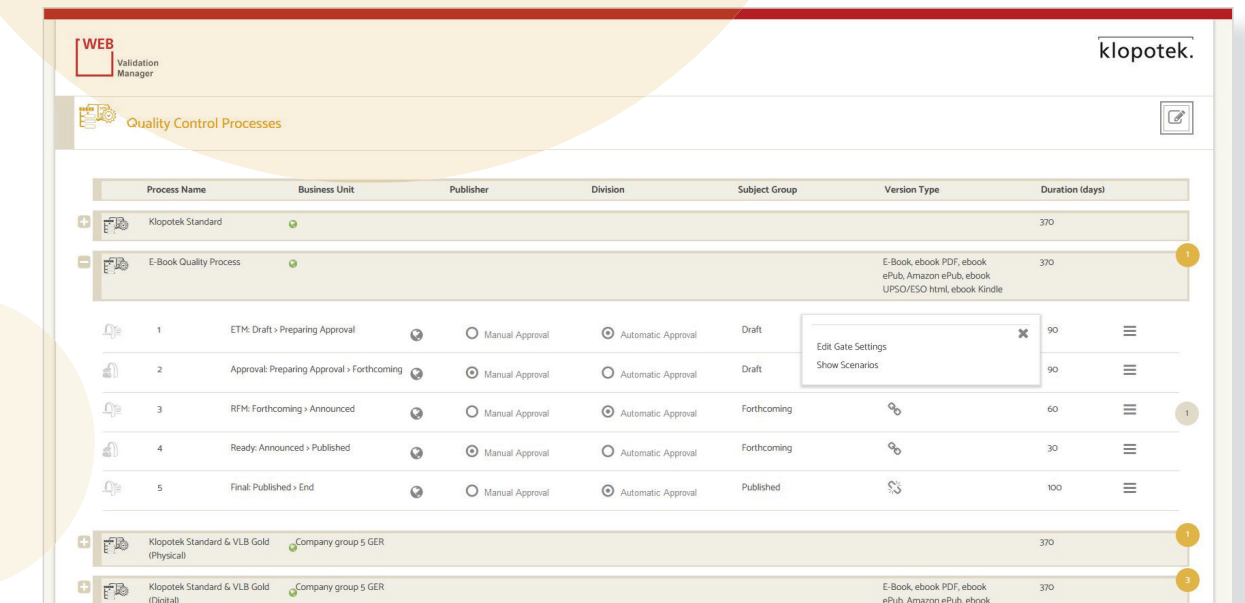 WEB
Validation
Manager
klopotek.
Quality Control Processes
Process Name Business Unit Publisher Division Subject Group Version Type Duration (days)
Klopotek Standard 370
E-Book Quality Process E-Book, ebook PDF, ebook 370 1
ePub, Amazon ePub, ebook
UPSO/ESO html, ebook Kindle
1 ETM: Draft > Preparing Approval Manual Approval Automatic Approval Draft 90
Edit Gate Settings
Show Scenarios
2 Approval: Preparing Approval > Forthcoming Manual Approval Automatic Approval Draft 90
3 RFM: Forthcoming > Announced Manual Approval Automatic Approval Forthcoming 60 1
4 Ready: Announced > Published Manual Approval Automatic Approval Forthcoming 30
5 Final: Published > End Manual Approval Automatic Approval Published 100
Klopotek Standard & VLB Gold Company group 5 GER 370 1
(Physical)
Klopotek Standard & VLB Gold Company group 5 GER E-Book, ebook PDF, ebook 370 3
(Digital) ePub, Amazon ePub, ebook